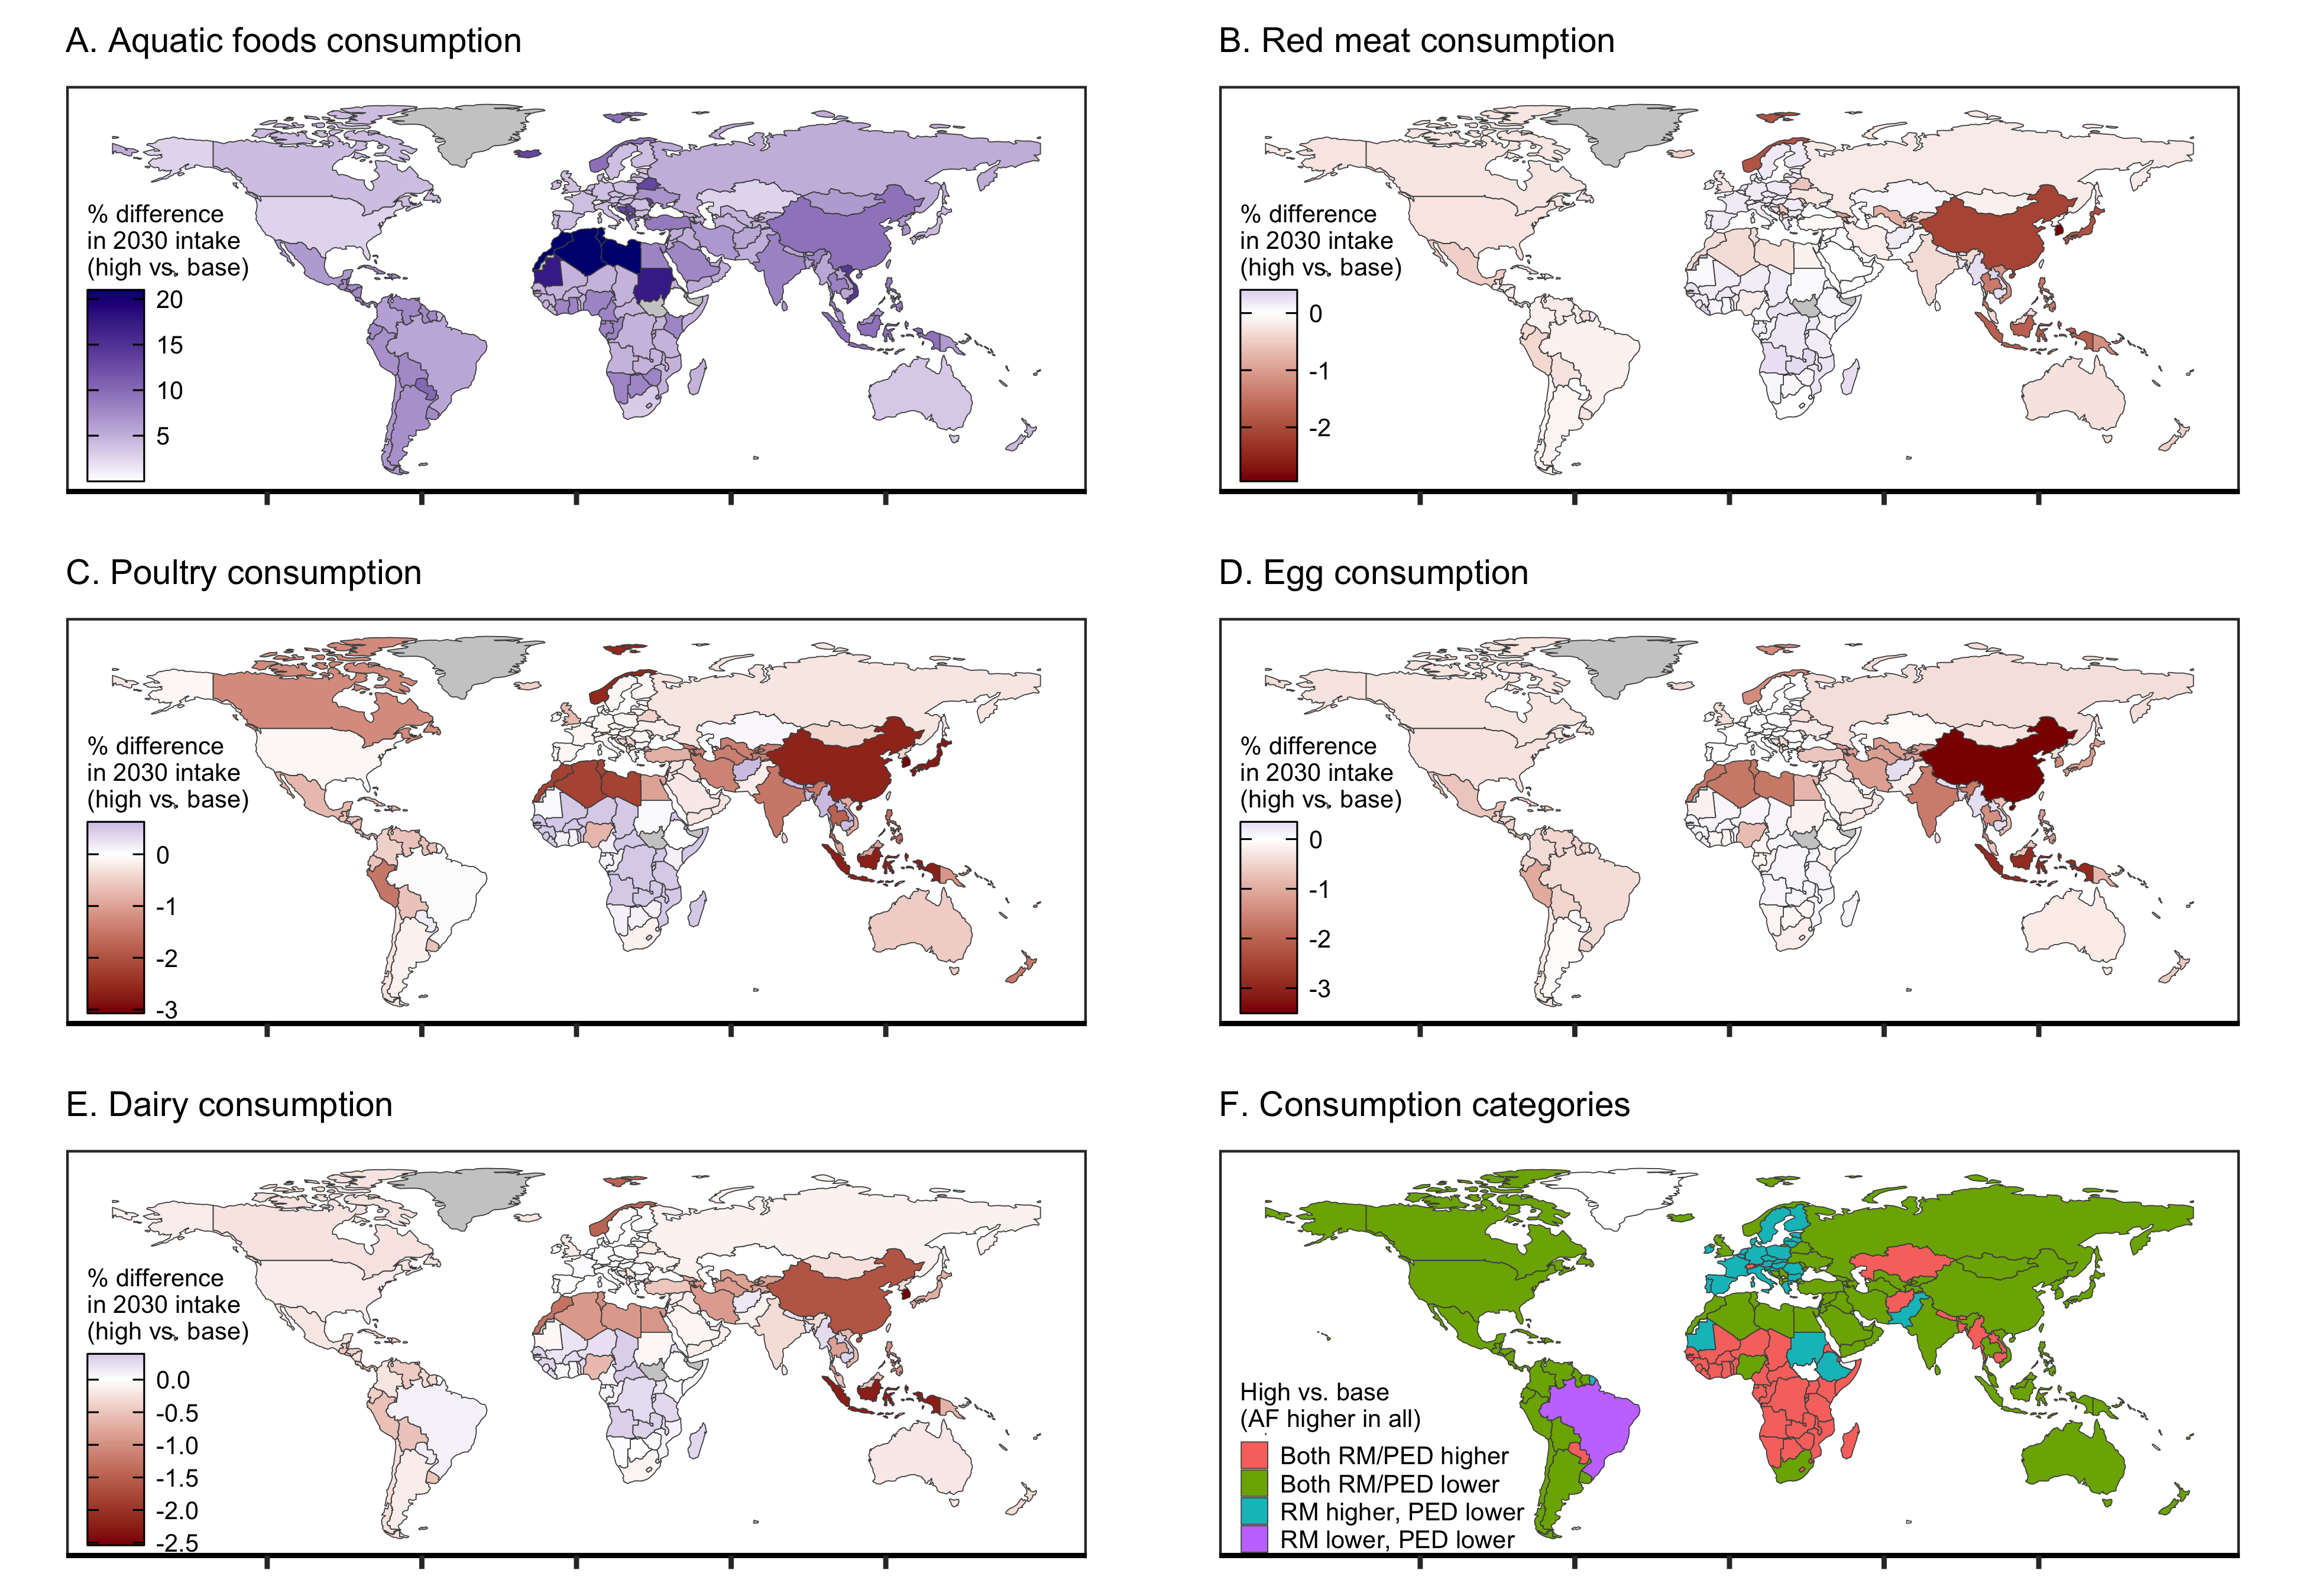 A. Aquatic foods consumption
% difference
in 2030 intake
(high vs. base)
20
15
10
5
B. Red meat consumption
% difference
in 2030 intake
(high vs. base)
0
-1
-2
C. Poultry consumption
% difference
in 2030 intake
(high vs. base)
0
-1
-2
-3
D. Egg consumption
% difference
in 2030 intake
(high vs. base)
0
-1
-2
-3
E. Dairy consumption
% difference
in 2030 intake
(high vs. base)
0.0
-0.5
-1.0
-1.5
-2.0
-2.5
F. Consumption categories
High vs. base
(AF higher in all)
Both RM/PED higher
Both RM/PED lower
RM higher, PED lower
RM lower, PED lower